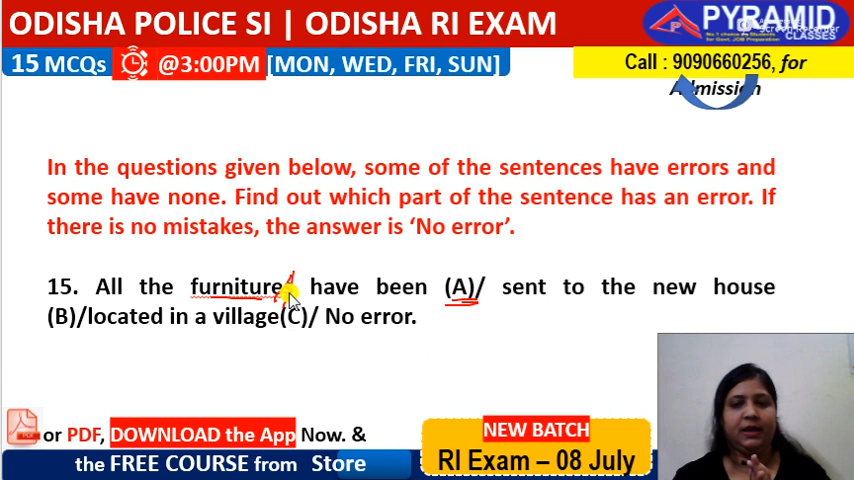 ODISHA POLICE SI | ODISHA RI EXAM
PYRAMID
CLASSES
15 MCQs @3:00PM [MON, WED, FRI, SUN]
Call : 9090660256, for
Admission
In the questions given below, some of the sentences have errors and
some have none. Find out which part of the sentence has an error. If
there is no mistakes, the answer is ‘No error’.
15. All the furniture have been (A)/ sent to the new house
(B)/located in a village(C)/ No error.
or PDF, DOWNLOAD the App Now. &
the FREE COURSE from Store
NEW BATCH
RI Exam – 08 July